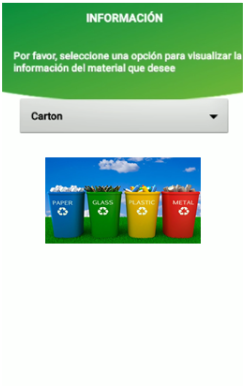 INFORMACIÓN
Por favor, seleccione una opción para visualizar la
información del material que desee
Carton
PAPER GLASS PLASTIC METAL